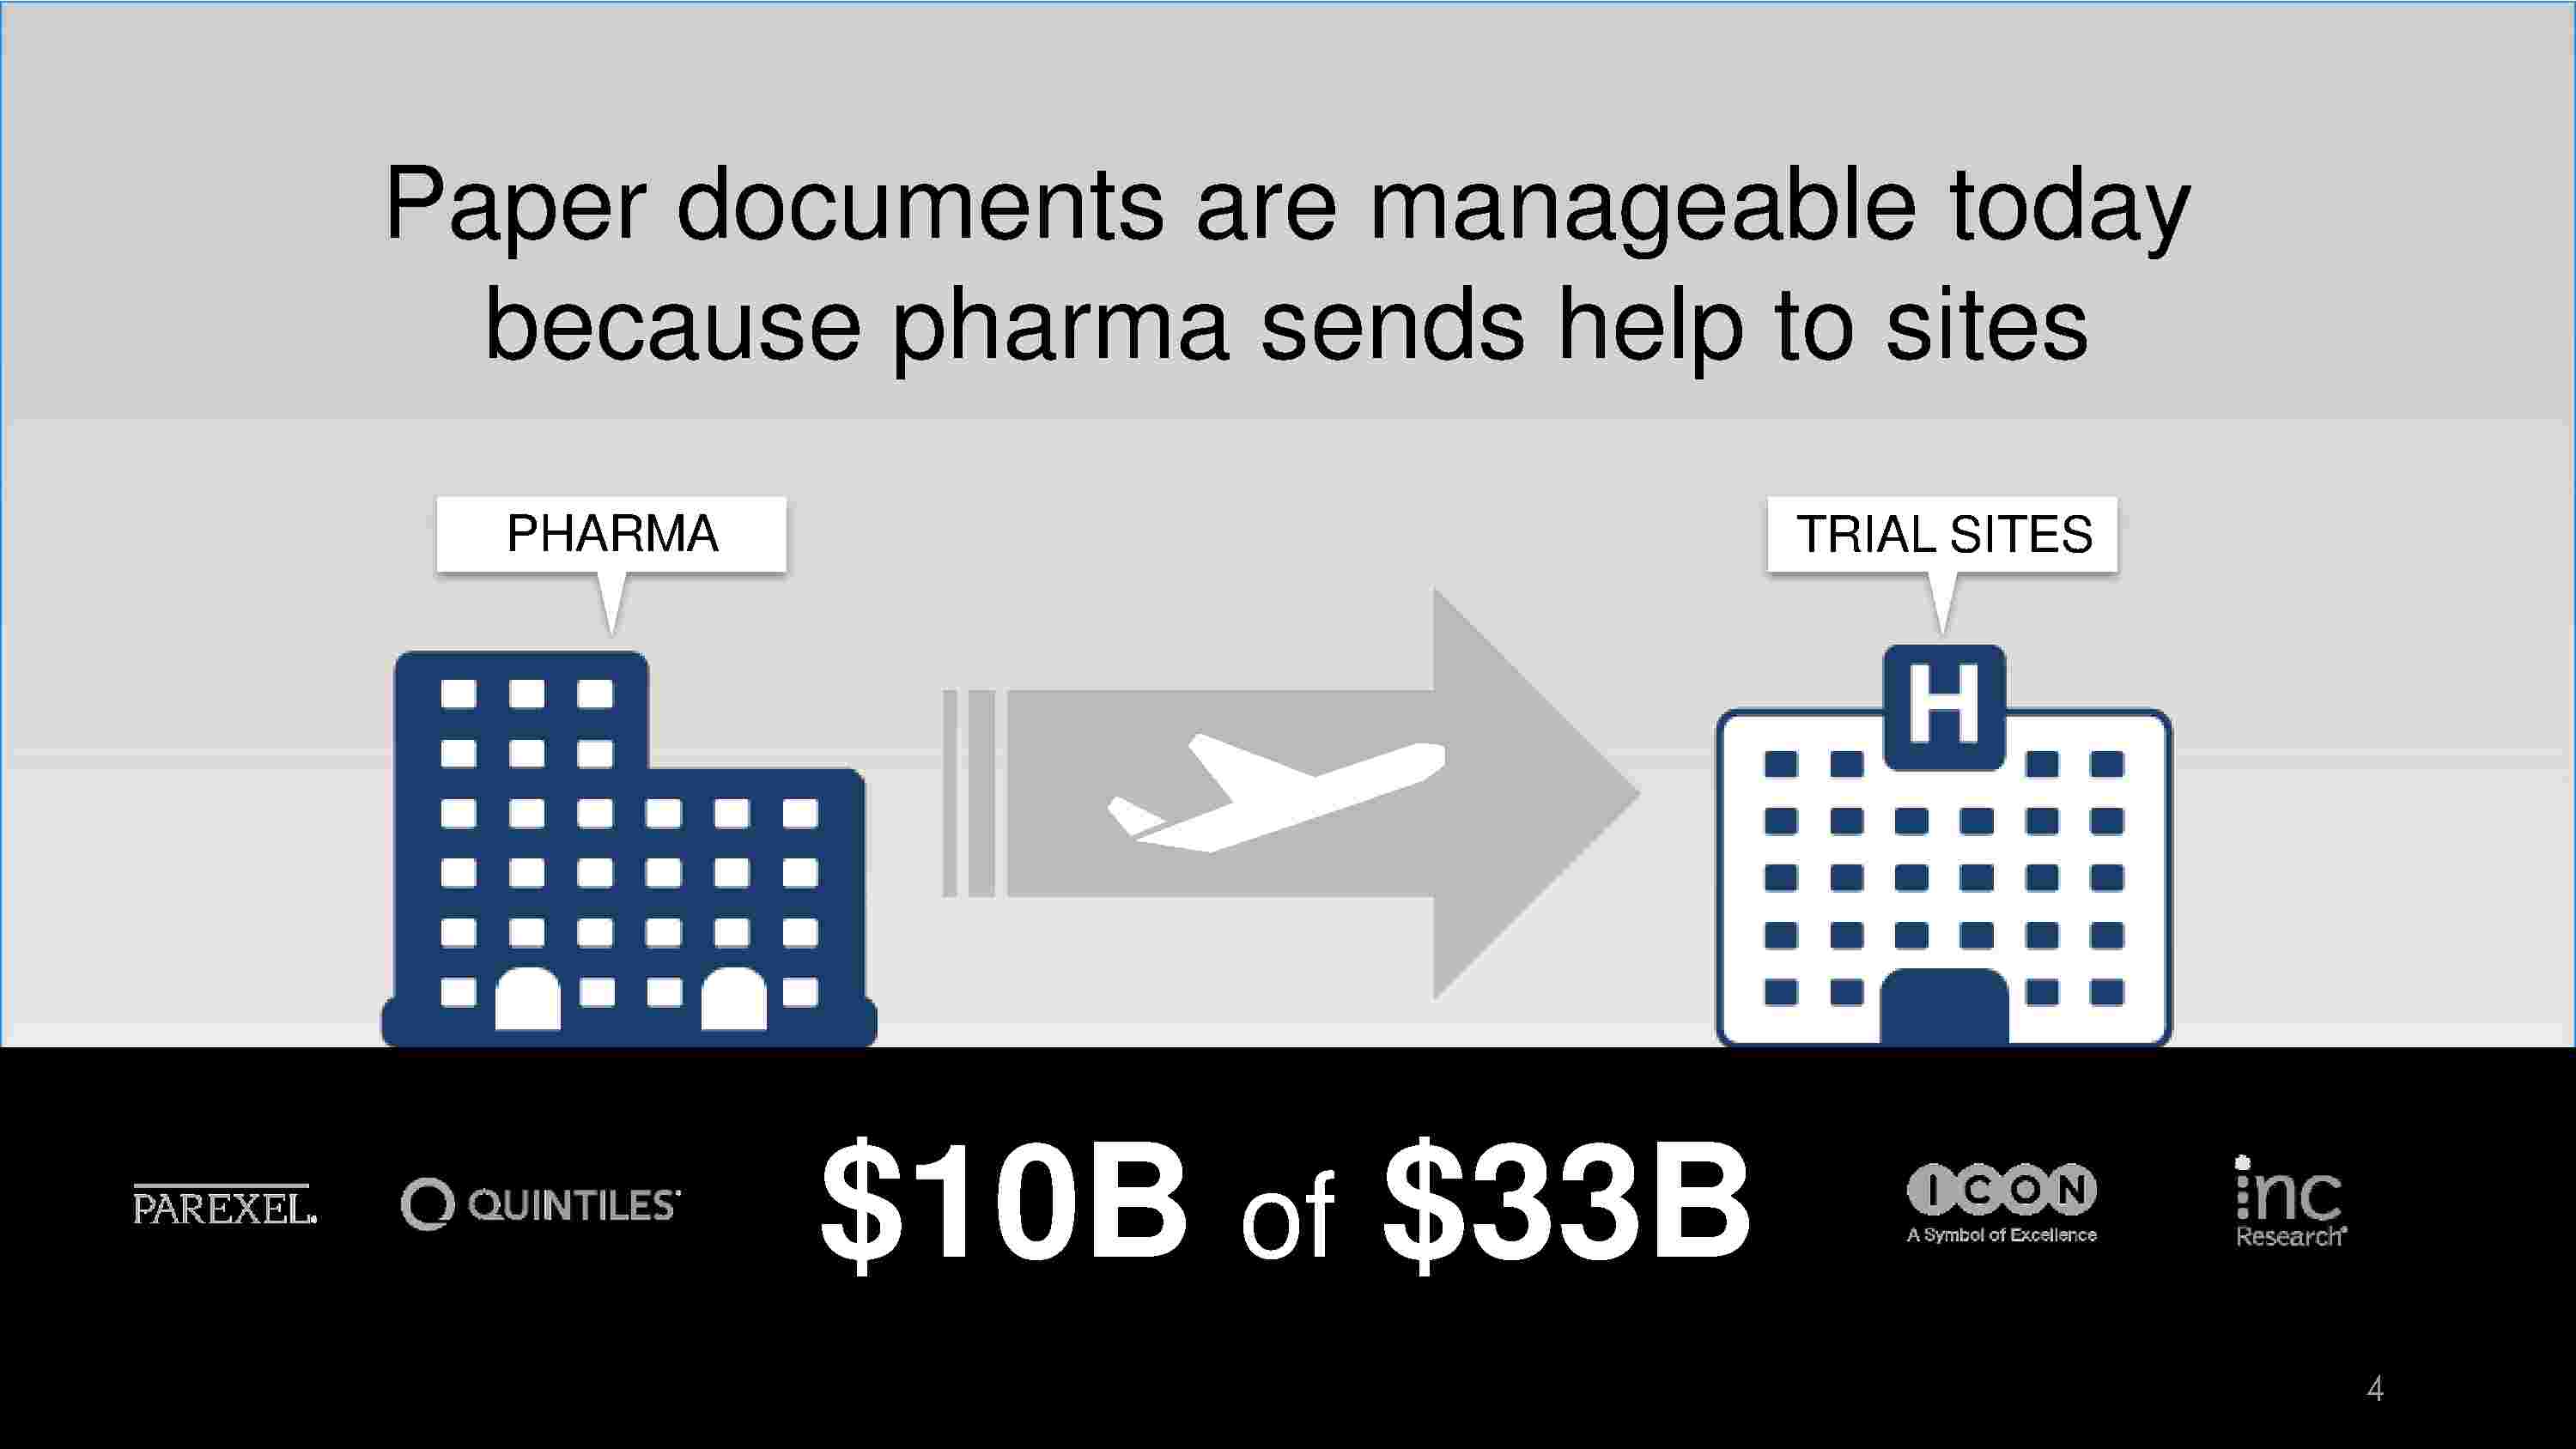 Paper documents are manageable today
because pharma sends help to sites
PHARMA
TRIAL SITES
H
PAREXEL.
QUINTILES
$10B of $33B
ICON
A Symbol of Excellence
inc
Research®
4